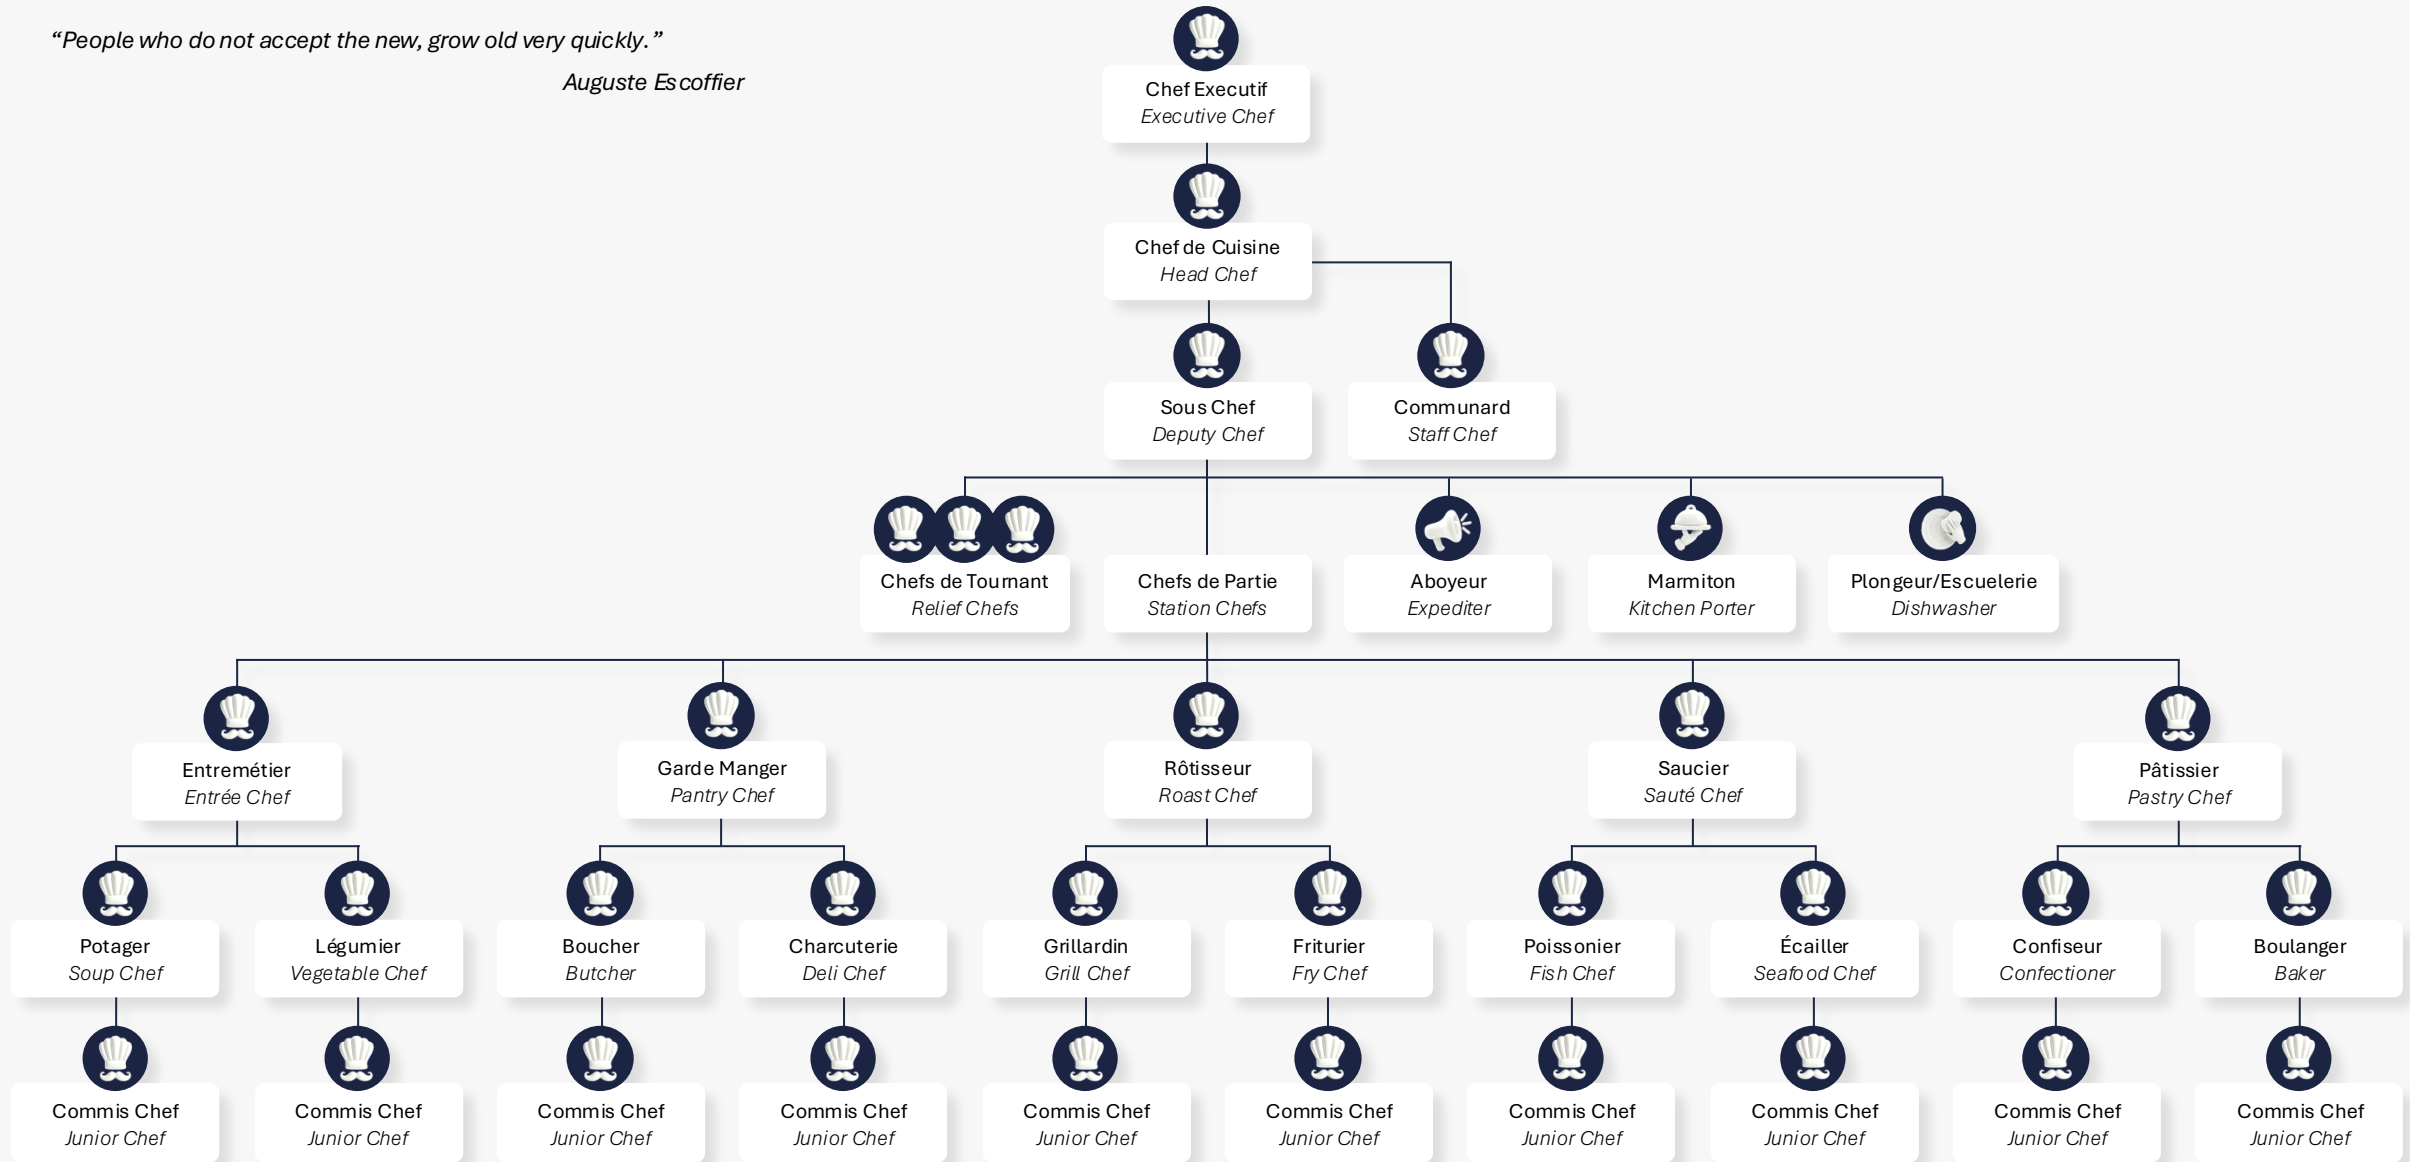 “People who do not accept the new, grow old very quickly.”
Auguste Escoffier
Chef Executif
Executive Chef
Chef de Cuisine
Head Chef
Sous Chef
Deputy Chef
Communard
Staff Chef
Chefs de Tournant
Relief Chefs
Chefs de Partie
Station Chefs
Aboyeur
Expediter
Marmiton
Kitchen Porter
Plongeur/Escuelerie
Dishwasher
Entremétier
Entrée Chef
Garde Manger
Pantry Chef
Rôtisseur
Roast Chef
Saucier
Sauté Chef
Pâtissier
Pastry Chef
Potager
Soup Chef
Légumier
Vegetable Chef
Boucher
Butcher
Charcuterie
Deli Chef
Grillardin
Grill Chef
Friturier
Fry Chef
Poissonier
Fish Chef
Écailler
Seafood Chef
Confiseur
Confectioner
Boulanger
Baker
Commis Chef
Junior Chef
Commis Chef
Junior Chef
Commis Chef
Junior Chef
Commis Chef
Junior Chef
Commis Chef
Junior Chef
Commis Chef
Junior Chef
Commis Chef
Junior Chef
Commis Chef
Junior Chef
Commis Chef
Junior Chef
Commis Chef
Junior Chef